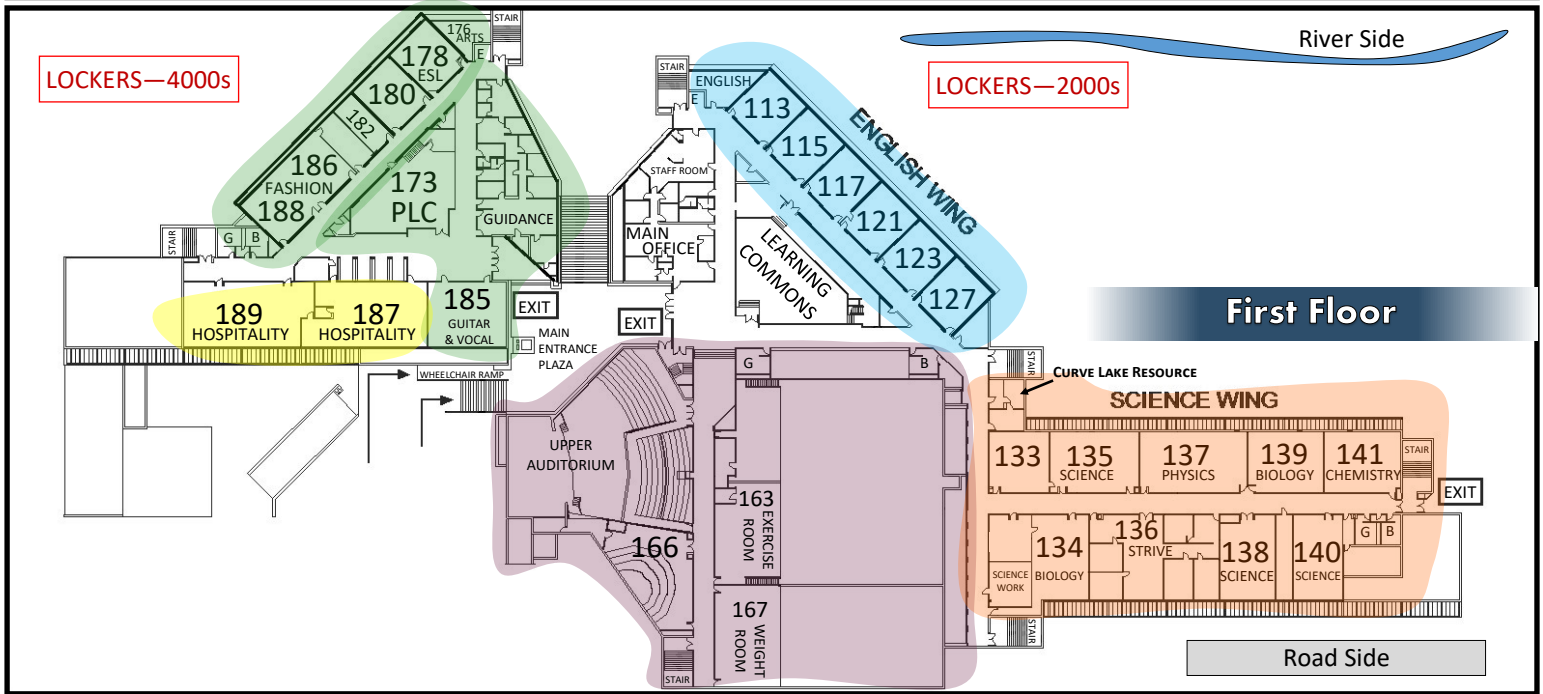 LOCKERS—4000s
STAIR
176
ARTS
E
178
ESL
180
182
186
FASHION
188
173
PLC
GUIDANCE
STAIR
G
B
189
HOSPITALITY
187
HOSPITALITY
185
GUITAR
& VOCAL
EXIT
MAIN
ENTRANCE
PLAZA
WHEELCHAIR RAMP
STAFF ROOM
MAIN
OFFICE
EXIT
STAIR
E
ENGLISH
113
115
117
121
123
127
ENGLISH WING
LEARNING
COMMONS
LOCKERS—2000s
River Side
First Floor
UPPER
AUDITORIUM
G
B
163
EXERCISE
ROOM
166
167
WEIGHT
ROOM
STAIR
STAIR
CURVE LAKE RESOURCE
SCIENCE WING
133
135
SCIENCE
137
PHYSICS
139
BIOLOGY
141
CHEMISTRY
STAIR
EXIT
SCIENCE
WORK
134
BIOLOGY
136
STRIVE
138
SCIENCE
140
SCIENCE
G
B
STAIR
Road Side